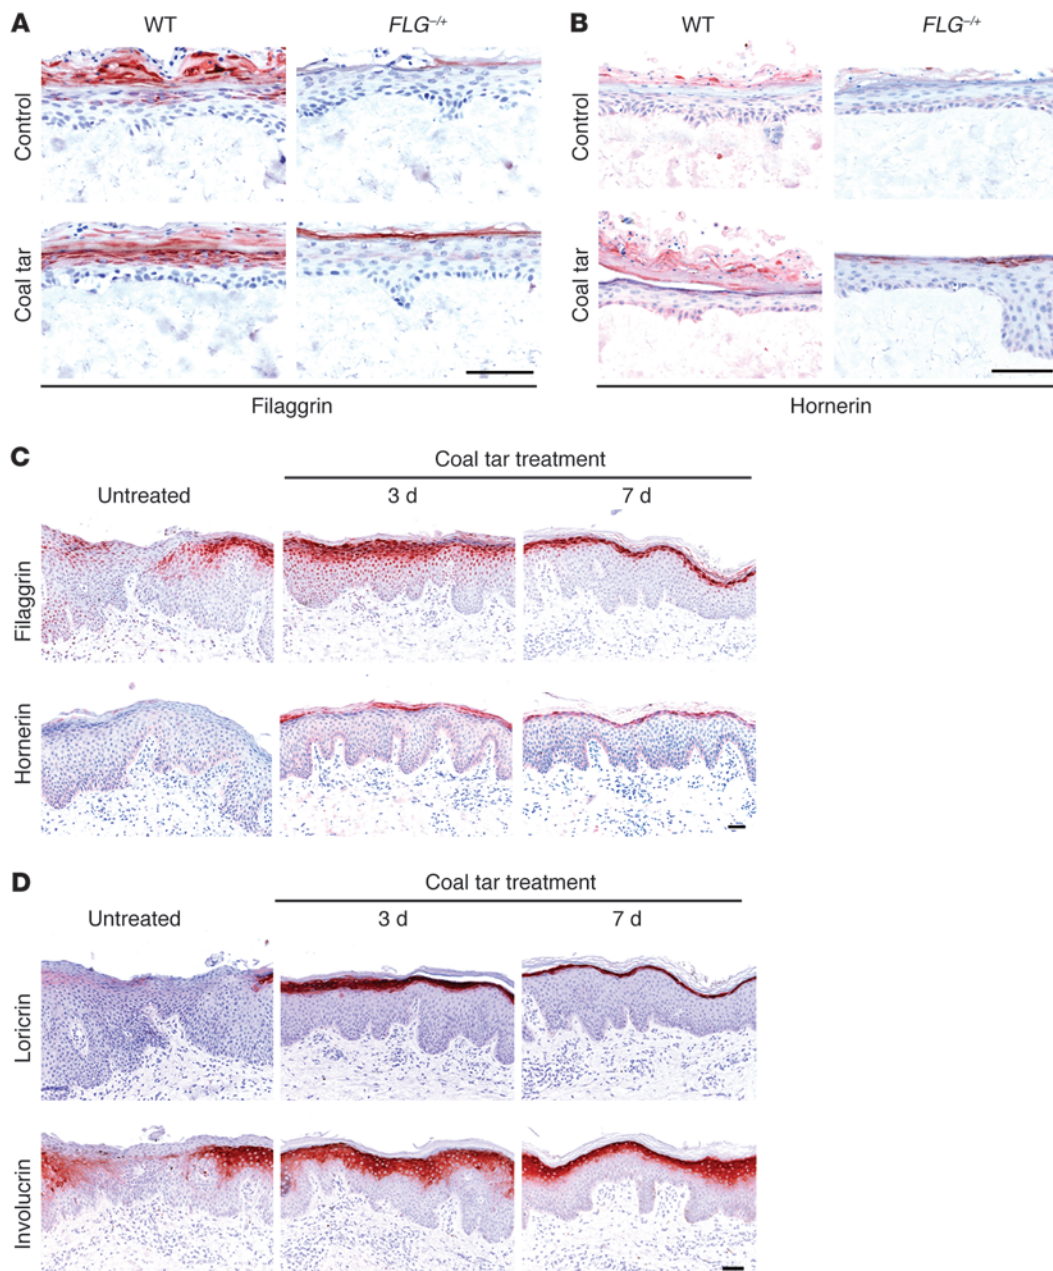 A
WT
FLG–/+
Control
Coal tar
Filaggrin
B
WT
FLG–/+
Control
Coal tar
Hornerin
C
Coal tar treatment
Untreated
3 d
7 d
Filaggrin
Hornerin
D
Coal tar treatment
Untreated
3 d
7 d
Loricrin
Involucrin